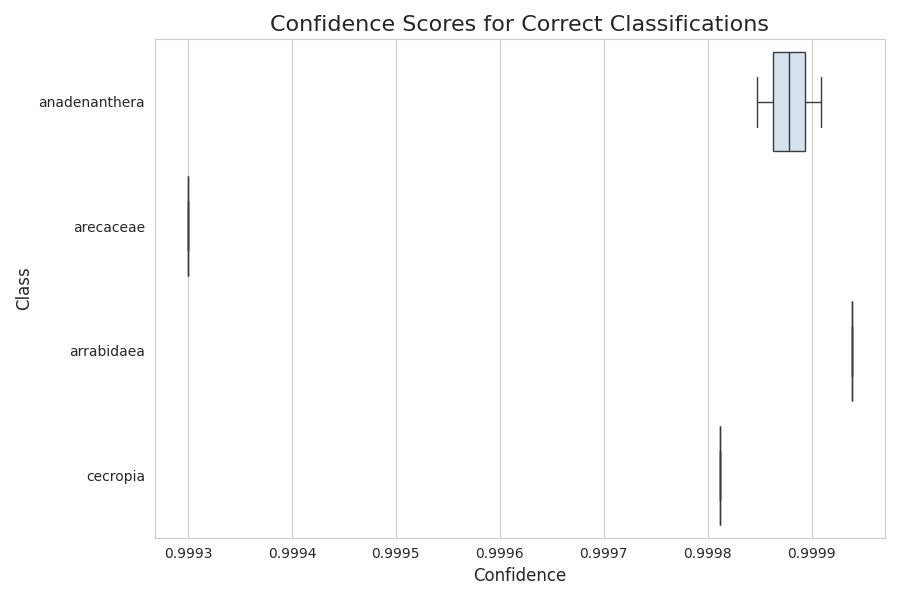 Confidence Scores for Correct Classifications
Class
anadenanthera
arecaceae
arrabidaea
cecropia
0.9993 0.9994 0.9995 0.9996 0.9997 0.9998 0.9999
Confidence